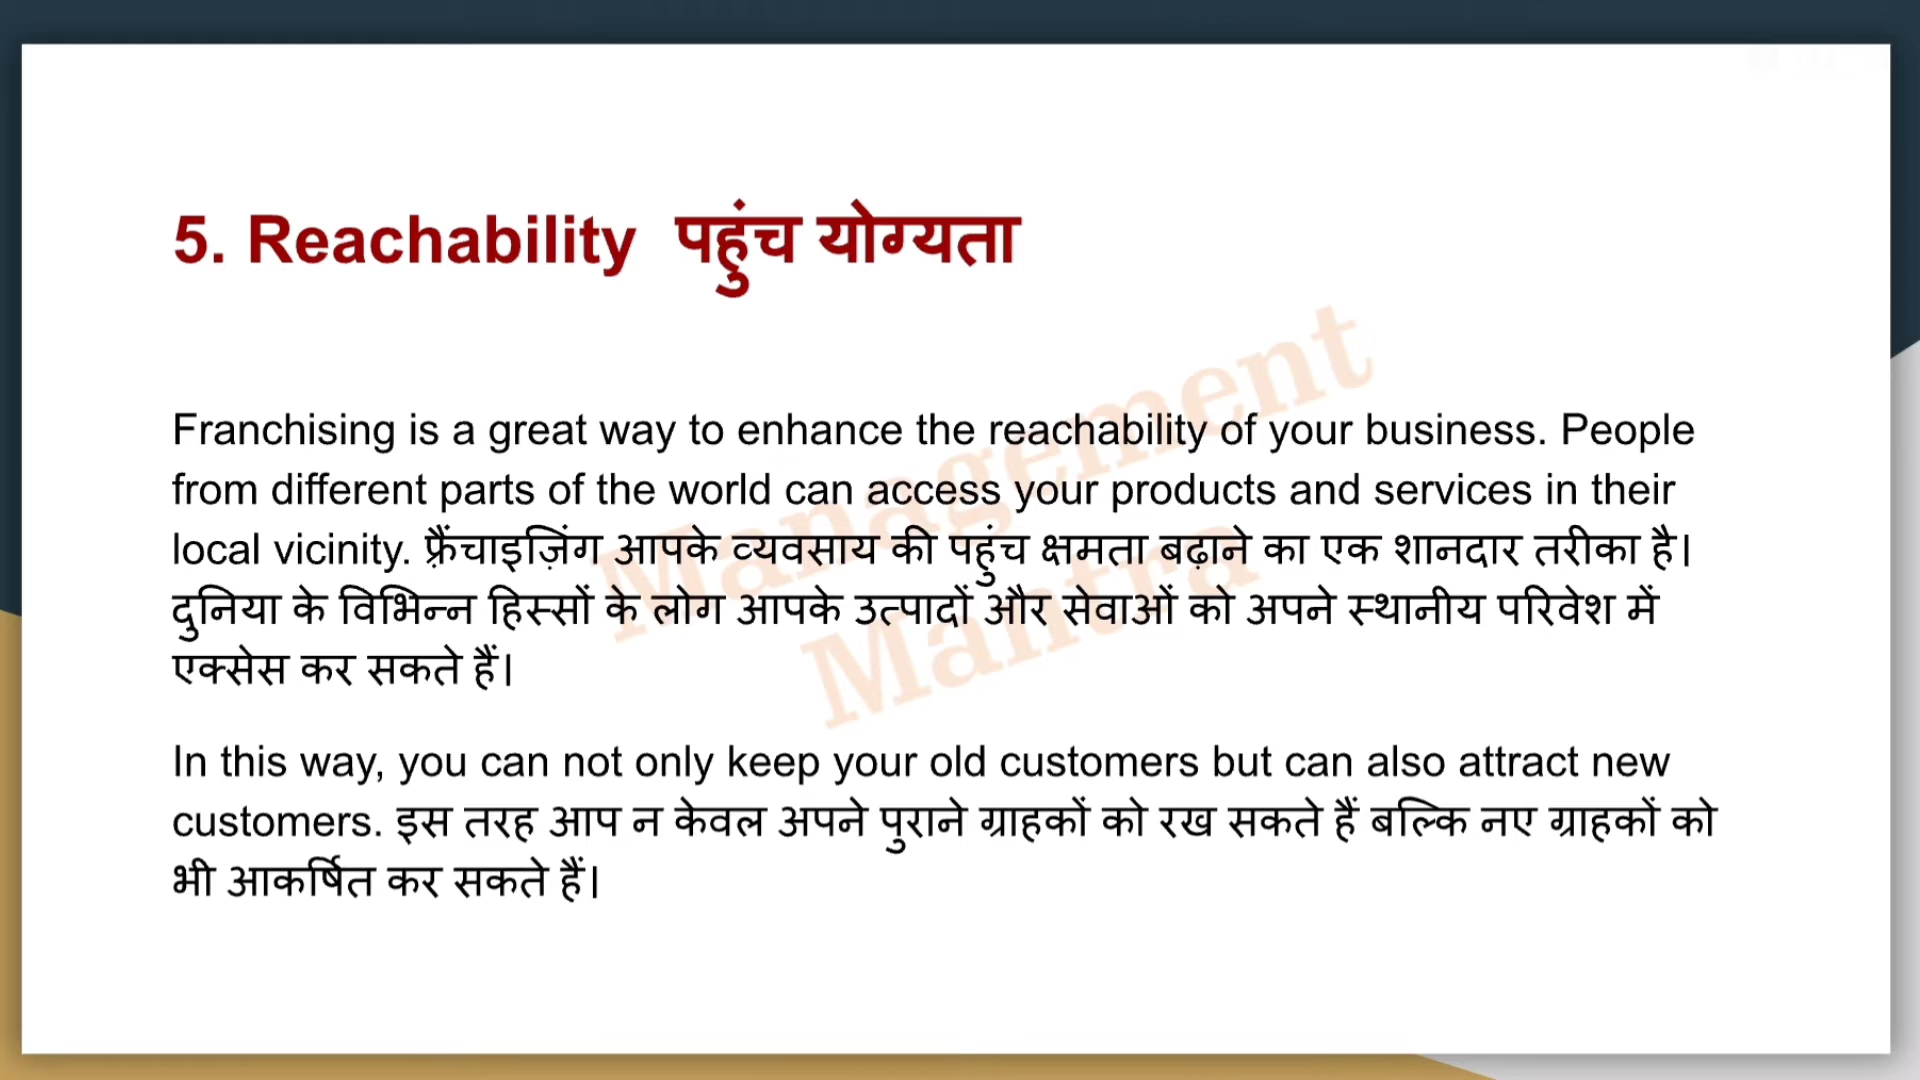 5. Reachability पहुंच योग्यता
Franchising is a great way to enhance the reachability of your business. People
from different parts of the world can access your products and services in their
local vicinity. फ़्रैंचाइज़िंग आपके व्यवसाय की पहुंच क्षमता बढ़ाने का एक शानदार तरीका है।
दुनिया के विभिन्न हिस्सों के लोग आपके उत्पादों और सेवाओं को अपने स्थानीय परिवेश में
एक्सेस कर सकते हैं।
In this way, you can not only keep your old customers but can also attract new
customers. इस तरह आप न केवल अपने पुराने ग्राहकों को रख सकते हैं बल्कि नए ग्राहकों को
भी आकर्षित कर सकते हैं।
Management
Mantra